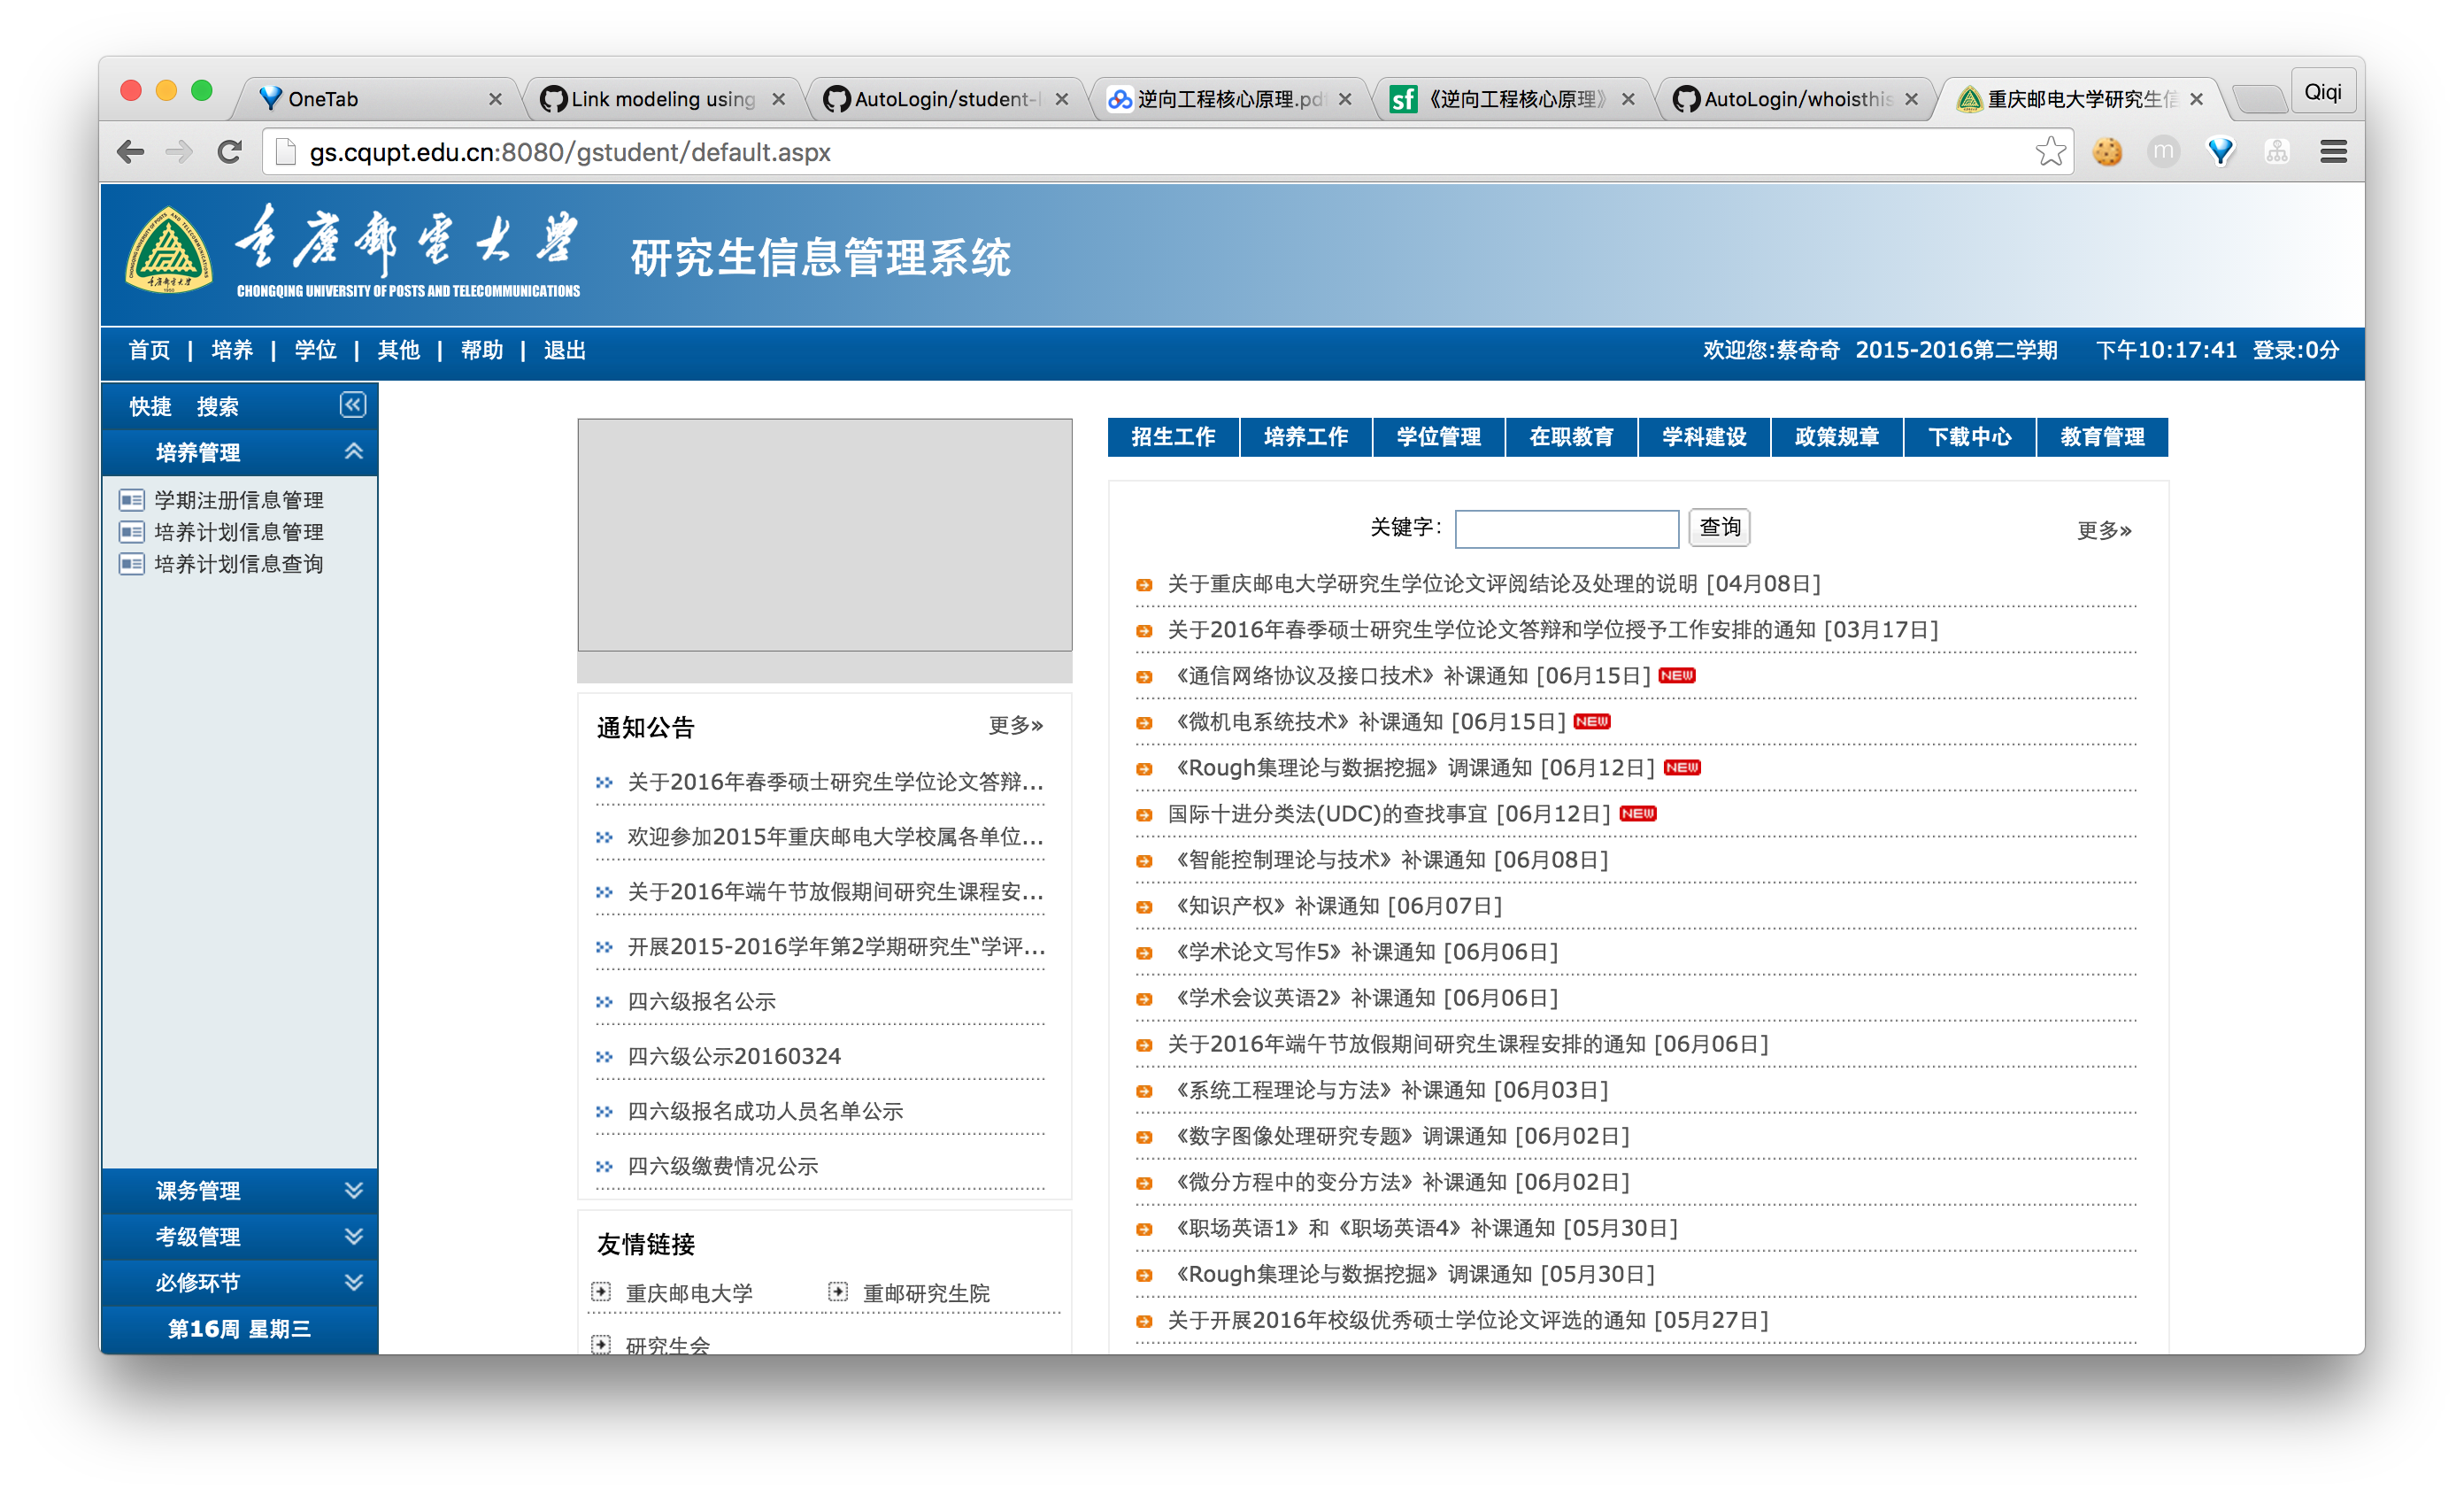 OneTab
Link modeling using
AutoLogin/student-
逆向工程核心原理.pd
《逆向工程核心原理》
AutoLogin/whoisthis
重庆邮电大学研究生信
Qiqi
gs.cqupt.edu.cn:8080/gstudent/default.aspx
m
重庆邮电大学
CHONGQING UNIVERSITY OF POSTS AND TELECOMMUNICATIONS
研究生信息管理系统
首页 | 培养 | 学位 | 其他 | 帮助 | 退出
欢迎您:蔡奇奇 2015-2016第二学期 下午10:17:41 登录:0分
快捷 搜索
培养管理
学期注册信息管理
培养计划信息管理
培养计划信息查询
课务管理
考级管理
必修环节
第16周 星期三
通知公告 更多»
关于2016年春季硕士研究生学位论文答辩...
欢迎参加2015年重庆邮电大学校属各单位...
关于2016年端午节放假期间研究生课程安...
开展2015-2016学年第2学期研究生“学评...
四六级报名公示
四六级公示20160324
四六级报名成功人员名单公示
四六级缴费情况公示
友情链接
重庆邮电大学 重邮研究生院
研究生会
招生工作 培养工作 学位管理 在职教育 学科建设 政策规章 下载中心 教育管理
关键字: 查询 更多»
关于重庆邮电大学研究生学位论文评阅结论及处理的说明 [04月08日]
关于2016年春季硕士研究生学位论文答辩和学位授予工作安排的通知 [03月17日]
《通信网络协议及接口技术》补课通知 [06月15日] NEW
《微机电系统技术》补课通知 [06月15日] NEW
《Rough集理论与数据挖掘》调课通知 [06月12日] NEW
国际十进分类法(UDC)的查找事宜 [06月12日] NEW
《智能控制理论与技术》补课通知 [06月08日]
《知识产权》补课通知 [06月07日]
《学术论文写作5》补课通知 [06月06日]
《学术会议英语2》补课通知 [06月06日]
关于2016年端午节放假期间研究生课程安排的通知 [06月06日]
《系统工程理论与方法》补课通知 [06月03日]
《数字图像处理研究专题》调课通知 [06月02日]
《微分方程中的变分方法》补课通知 [06月02日]
《职场英语1》和《职场英语4》补课通知 [05月30日]
《Rough集理论与数据挖掘》调课通知 [05月30日]
关于开展2016年校级优秀硕士学位论文评选的通知 [05月27日]